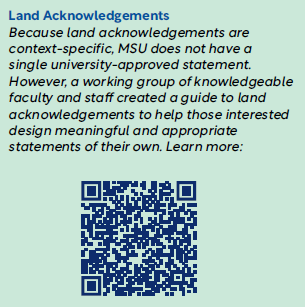 Land Acknowledgements
Because land acknowledgements are
context-specific, MSU does not have a
single university-approved statement.
However, a working group of knowledgeable
faculty and staff created a guide to land
acknowledgements to help those interested
design meaningful and appropriate
statements of their own. Learn more: